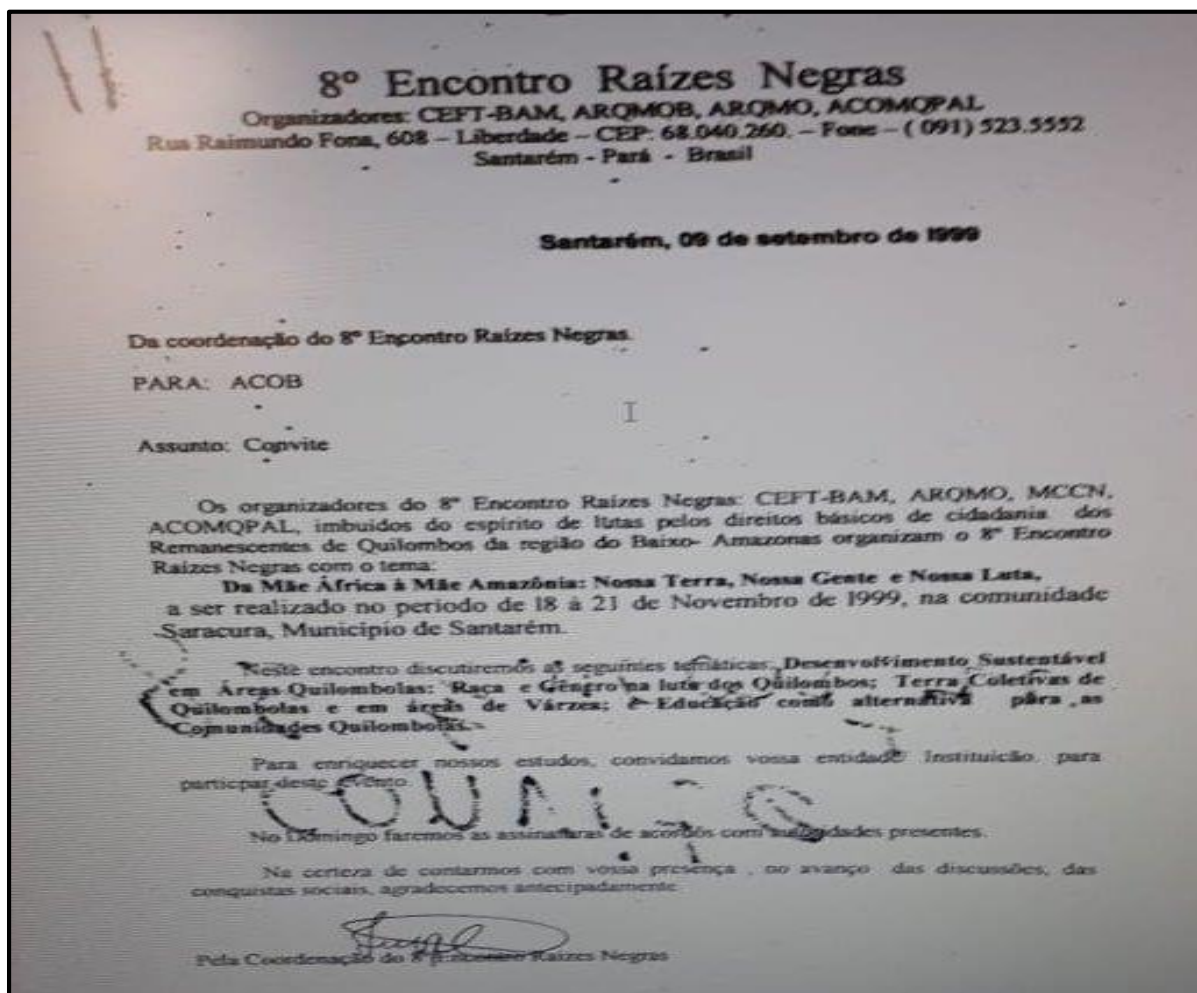 8º Encontro Raízes Negras
Organizadores: CEFT-BAM, ARQMOB, ARQMO, ACOMQPAL
Rua Raimundo Fona, 608 – Liberdade – CEP: 68.040.260. – Fone – ( 091) 523.5552
Santarém - Pará - Brasil
Santarém, 09 de setembro de 1999
Da coordenação do 8º Encontro Raízes Negras.
PARA: ACOB
Assunto: Convite
Os organizadores do 8º Encontro Raízes Negras: CEFT-BAM, ARQMO, MCCN,
ACOMQPAL, imbuidos do espírito de lutas pelos direitos básicos de cidadania dos
Remanescentes de Quilombos da região do Baixo- Amazonas organizam o 8º Encontro
Raízes Negras com o tema:
Da Mãe África à Mãe Amazônia: Nossa Terra, Nossa Gente e Nossa Luta,
a ser realizado no período de 18 à 21 de Novembro de 1999, na comunidade
Saracura, Município de Santarém.
Neste encontro discutiremos as seguintes temáticas: Desenvolvimento Sustentável
em Áreas Quilombolas: Raça e Gênero na luta dos Quilombos; Terra Coletivas de
Quilombolas e em áreas de Várzea; e Educação como alternativa para as
Comunidades Quilombolas.
Para enriquecer nossos estudos, convidamos vossa entidade Instituicão, para
particpar deste evento.
No Domingo faremos as assinaturas de acordos com autoridades presentes.
Na certeza de contarmos com vossa presença , no avanço das discussões, das
conquistas sociais, agradecemos antecipadamente.
Pela Coordenação do 8º Encontro Raízes Negras